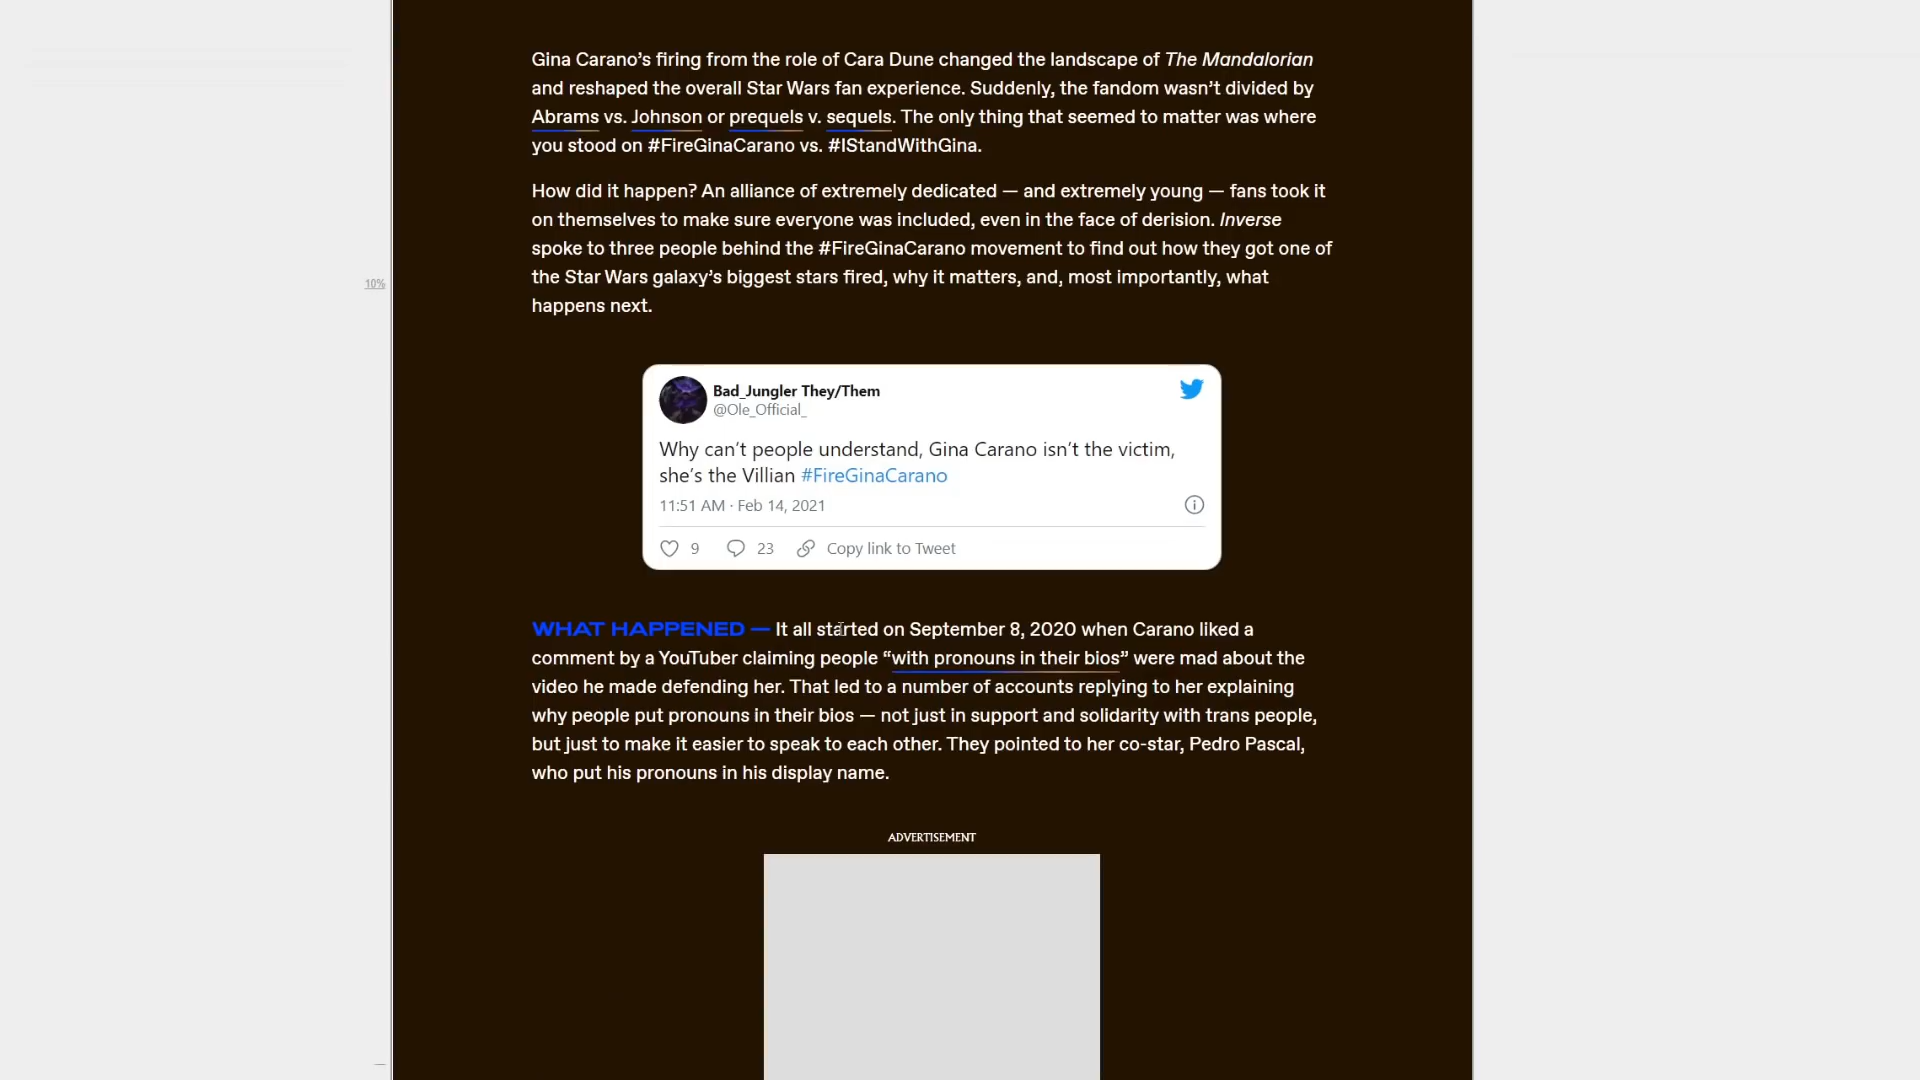 Gina Carano’s firing from the role of Cara Dune changed the landscape of The Mandalorian
and reshaped the overall Star Wars fan experience. Suddenly, the fandom wasn’t divided by
Abrams vs. Johnson or prequels v. sequels. The only thing that seemed to matter was where
you stood on #FireGinaCarano vs. #IStandWithGina.
How did it happen? An alliance of extremely dedicated — and extremely young — fans took it
on themselves to make sure everyone was included, even in the face of derision. Inverse
spoke to three people behind the #FireGinaCarano movement to find out how they got one of
the Star Wars galaxy’s biggest stars fired, why it matters, and, most importantly, what
happens next.
10%
Bad_Jungler They/Them
@Ole_Official_
Why can’t people understand, Gina Carano isn’t the victim,
she’s the Villian #FireGinaCarano
11:51 AM · Feb 14, 2021
9 23 Copy link to Tweet
WHAT HAPPENED — It all started on September 8, 2020 when Carano liked a
comment by a YouTuber claiming people “with pronouns in their bios” were mad about the
video he made defending her. That led to a number of accounts replying to her explaining
why people put pronouns in their bios — not just in support and solidarity with trans people,
but just to make it easier to speak to each other. They pointed to her co-star, Pedro Pascal,
who put his pronouns in his display name.
ADVERTISEMENT